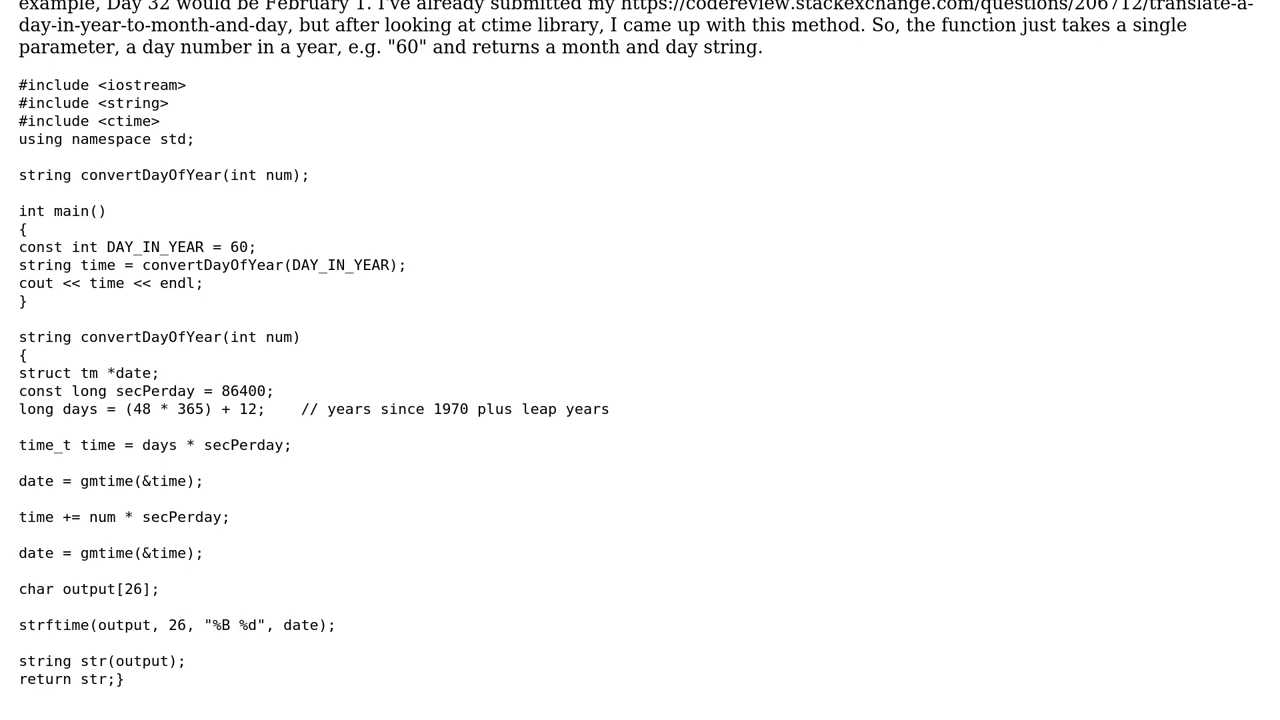 example, Day 32 would be February 1. I've already submitted my https://codereview.stackexchange.com/questions/206712/translate-a-
day-in-year-to-month-and-day, but after looking at ctime library, I came up with this method. So, the function just takes a single
parameter, a day number in a year, e.g. "60" and returns a month and day string.
#include <iostream>
#include <string>
#include <ctime>
using namespace std;
string convertDayOfYear(int num);
int main()
{
const int DAY_IN_YEAR = 60;
string time = convertDayOfYear(DAY_IN_YEAR);
cout << time << endl;
}
string convertDayOfYear(int num)
{
struct tm *date;
const long secPerday = 86400;
long days = (48 * 365) + 12;    // years since 1970 plus leap years
time_t time = days * secPerday;
date = gmtime(&time);
time += num * secPerday;
date = gmtime(&time);
char output[26];
strftime(output, 26, "%B %d", date);
string str(output);
return str;}